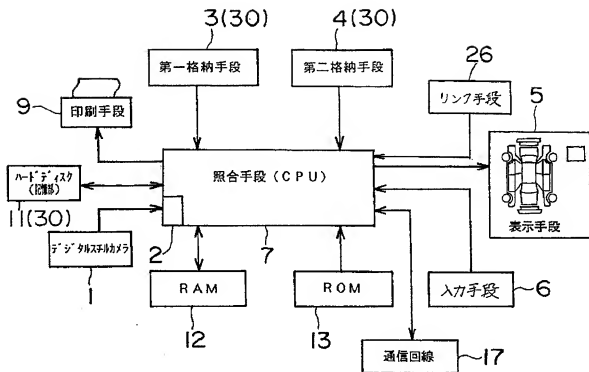 3(30)
4(30)
第一格納手段
第二格納手段
26
リンク手段
5
9
印刷手段
照合手段(CPU)
ハードディスク
(記憶部)
11(30)
表示手段
デジタルスチルカメラ
1
2
7
RAM
ROM
入力手段
6
12
13
通信回線
17